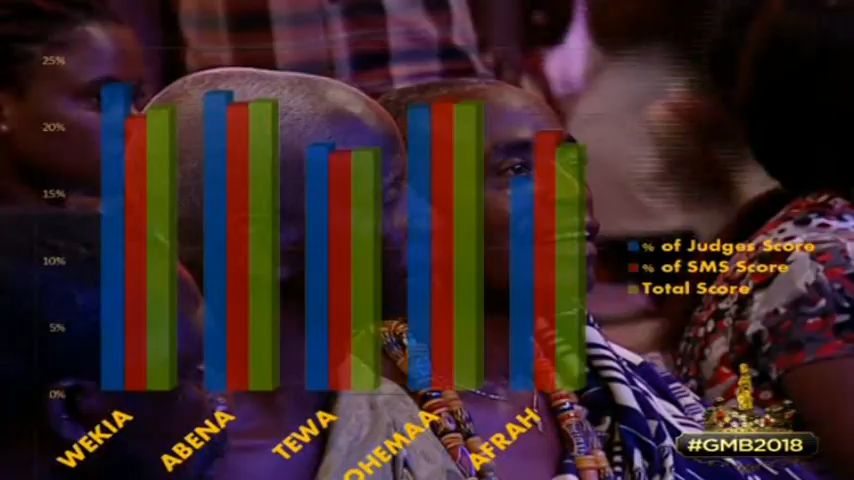 25%
20%
15%
10%
5%
0%
WEKIA
ABENA
TEWA
OHEMAA
AFRAH
% of Judges Score
% of SMS Score
Total Score
#GMB2018